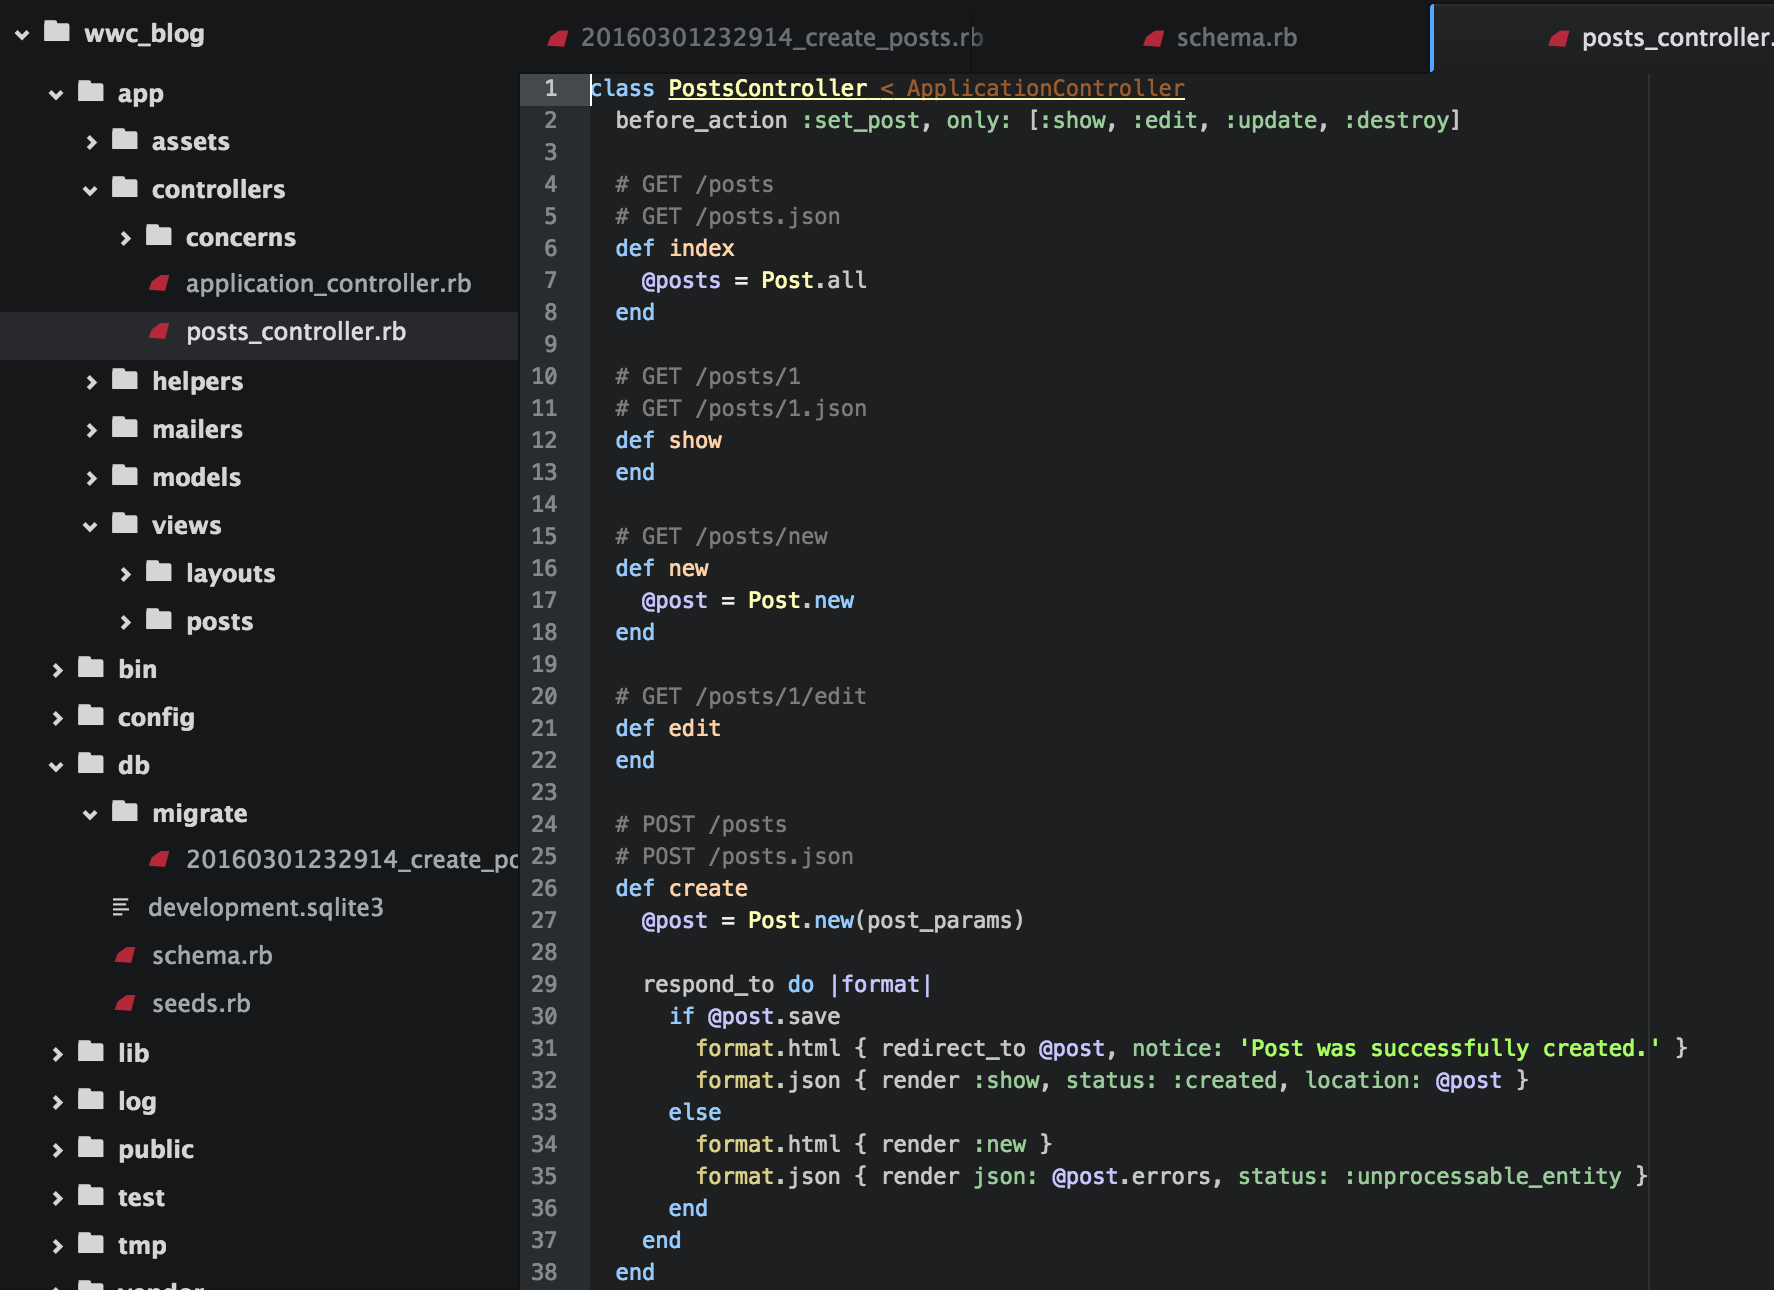 wwc_blog
app
assets
controllers
concerns
application_controller.rb
posts_controller.rb
helpers
mailers
models
views
layouts
posts
bin
config
db
migrate
20160301232914_create_po
development.sqlite3
schema.rb
seeds.rb
lib
log
public
test
tmp
20160301232914_create_posts.rb
schema.rb
posts_controller.
1 class PostsController < ApplicationController
2 before_action :set_post, only: [:show, :edit, :update, :destroy]
3
4 # GET /posts
5 # GET /posts.json
6 def index
7 @posts = Post.all
8 end
9
10 # GET /posts/1
11 # GET /posts/1.json
12 def show
13 end
14
15 # GET /posts/new
16 def new
17 @post = Post.new
18 end
19
20 # GET /posts/1/edit
21 def edit
22 end
23
24 # POST /posts
25 # POST /posts.json
26 def create
27 @post = Post.new(post_params)
28
29 respond_to do |format|
30 if @post.save
31 format.html { redirect_to @post, notice: 'Post was successfully created.' }
32 format.json { render :show, status: :created, location: @post }
33 else
34 format.html { render :new }
35 format.json { render json: @post.errors, status: :unprocessable_entity }
36 end
37 end
38 end